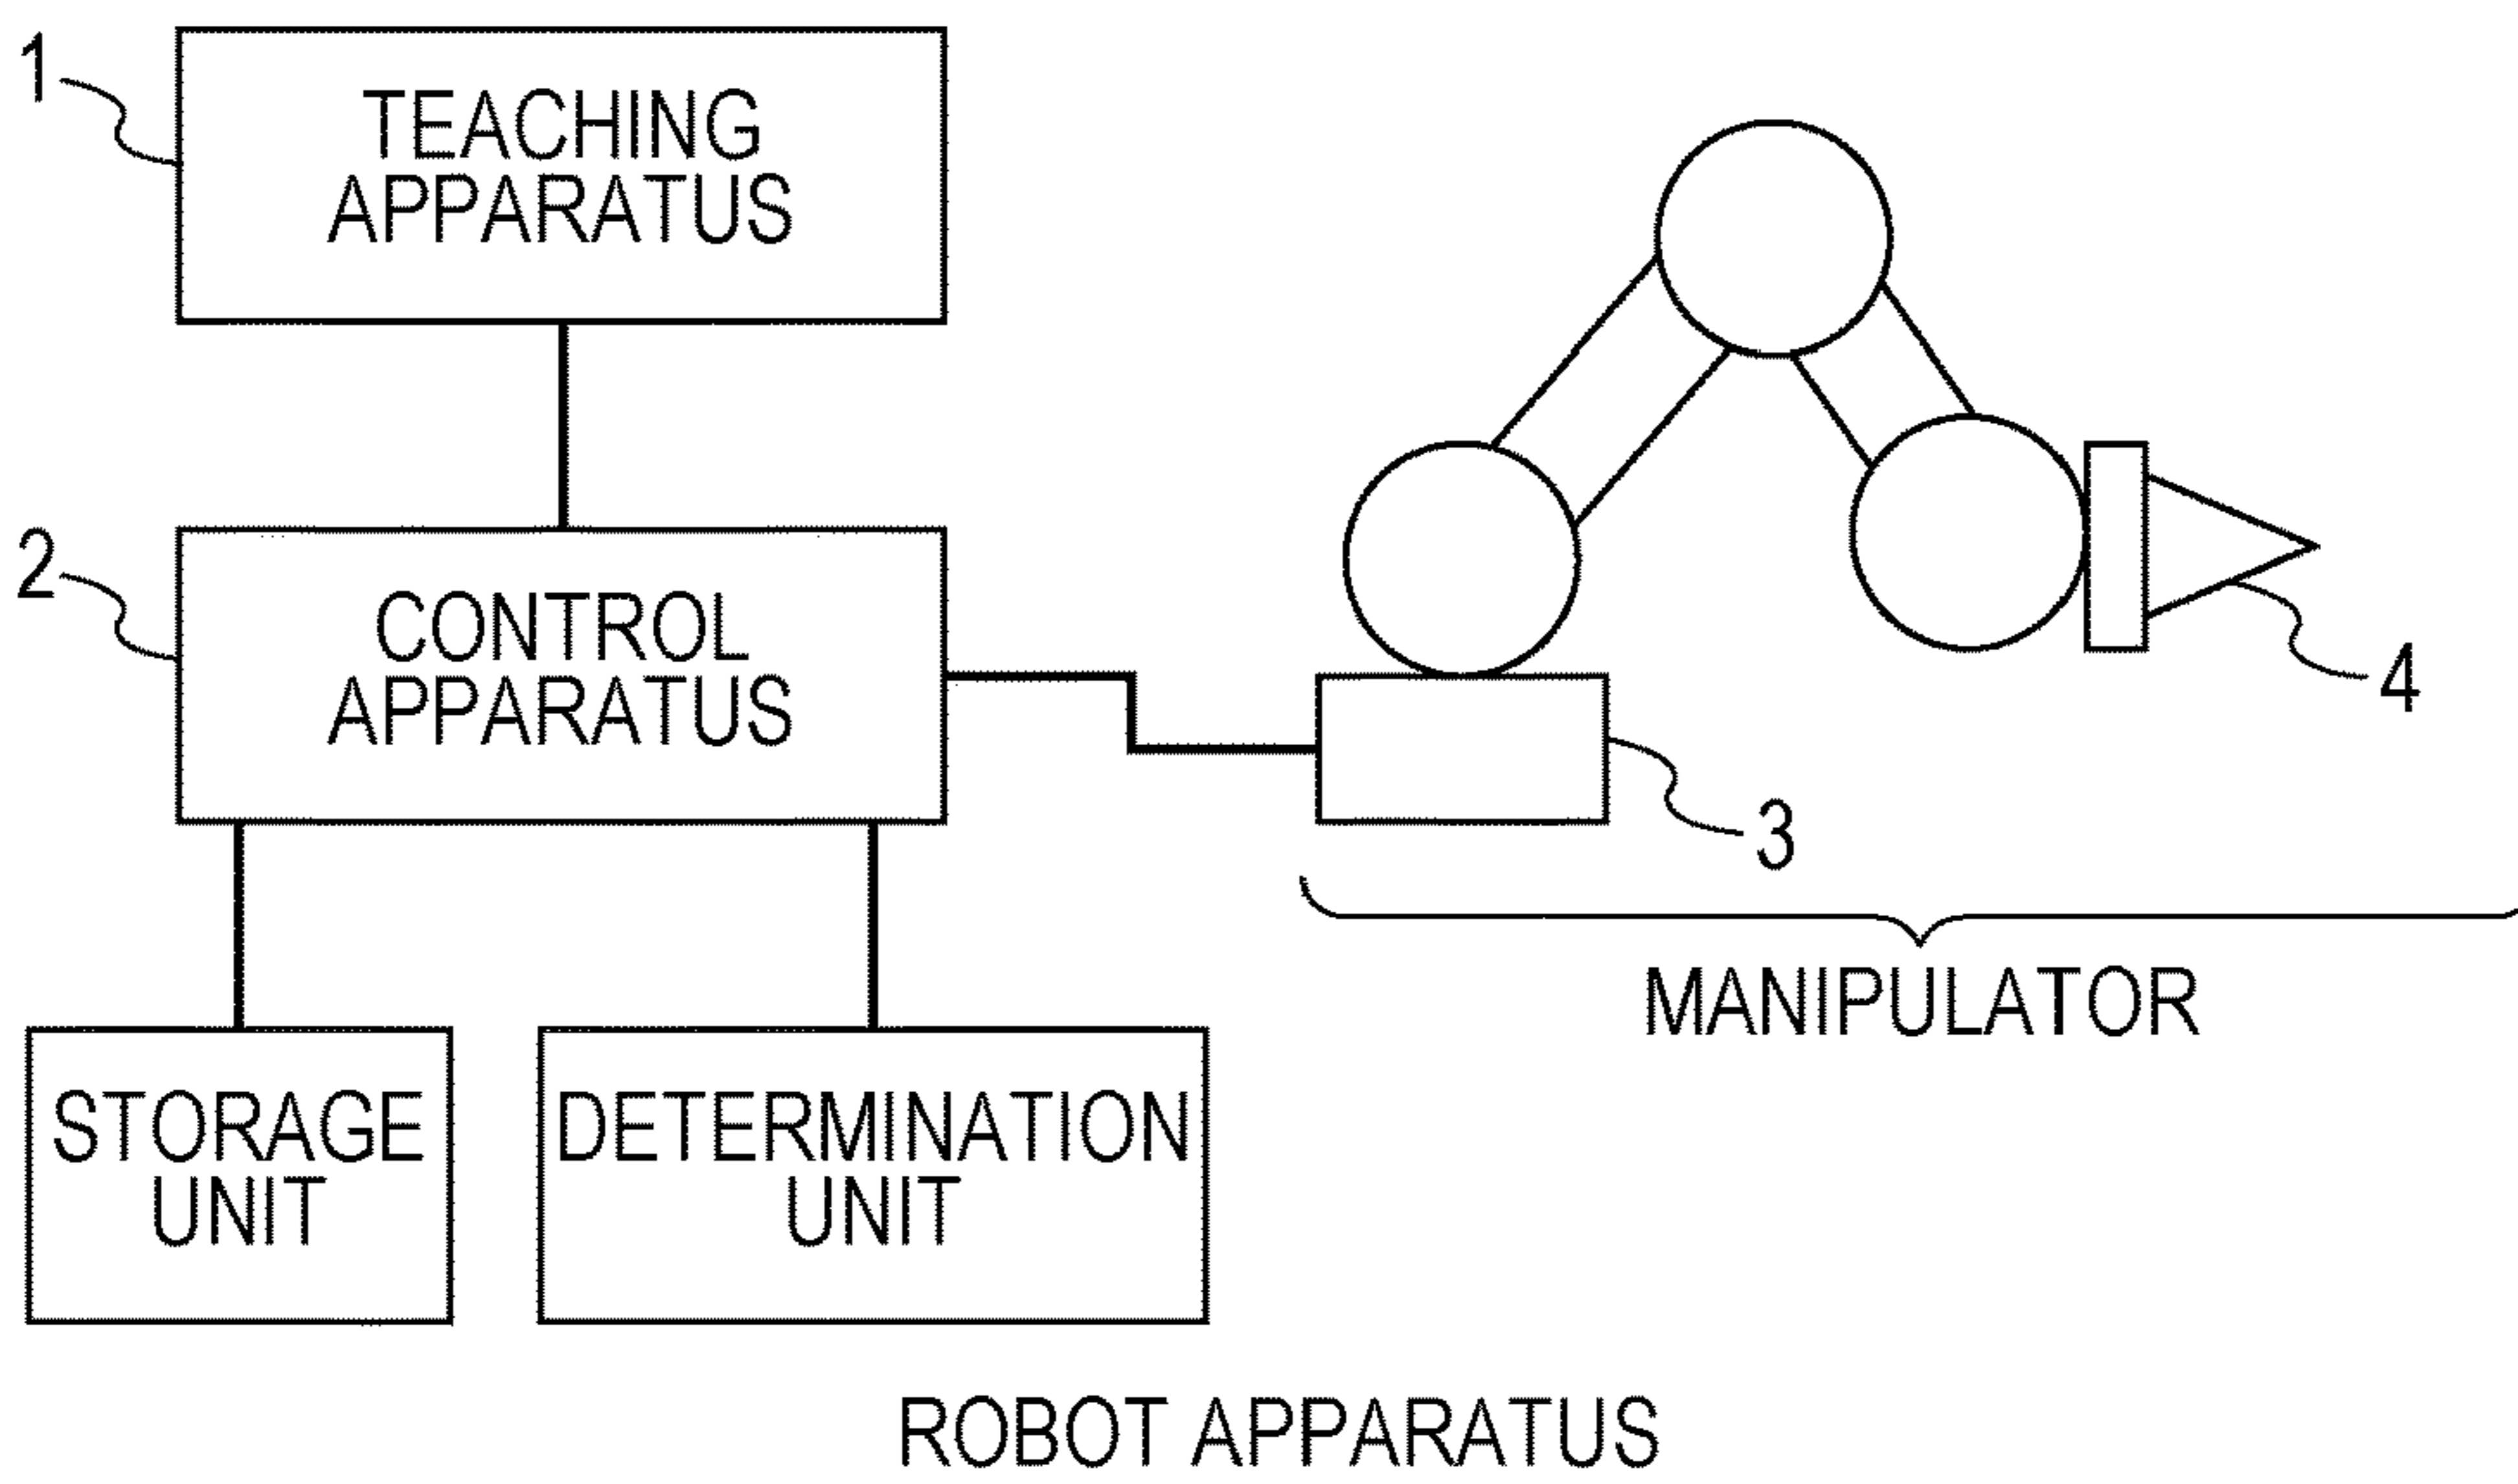 1
TEACHING
APPARATUS
2
CONTROL
APPARATUS
4
3
MANIPULATOR
STORAGE
UNIT
DETERMINATION
UNIT
ROBOT APPARATUS